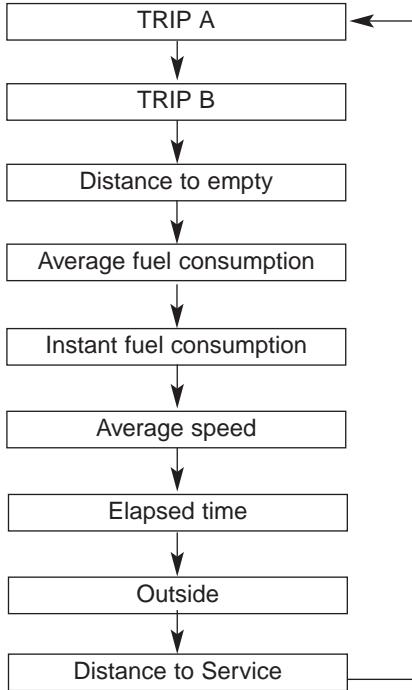 TRIP A
TRIP B
Distance to empty
Average fuel consumption
Instant fuel consumption
Average speed
Elapsed time
Outside
Distance to Service